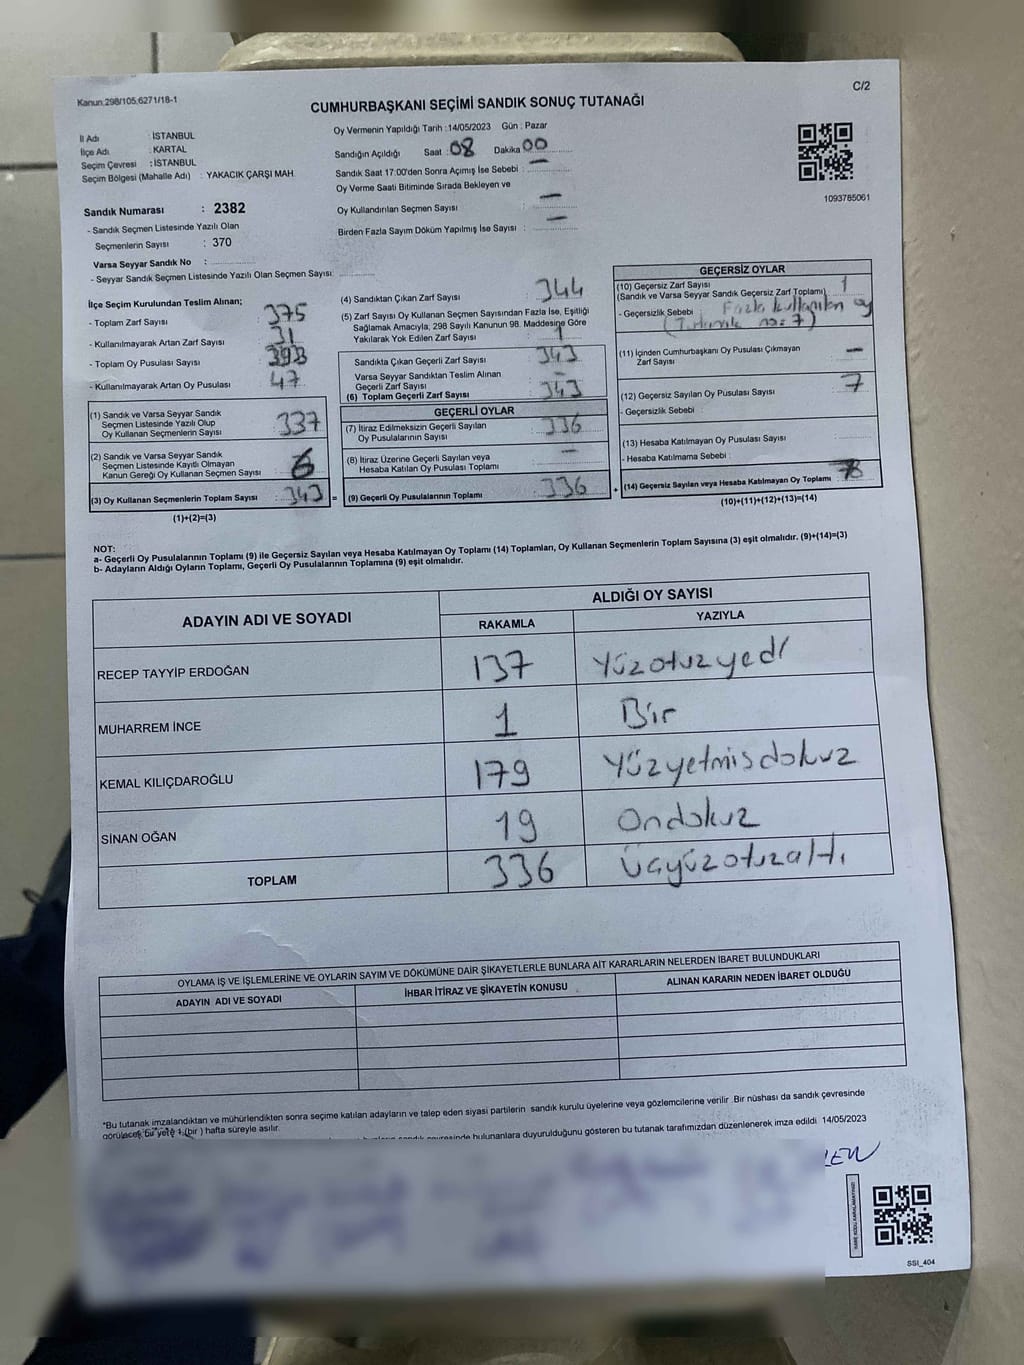 Kanun.298/105.6271/18-1
C/2
CUMHURBAŞKANI SEÇİMİ SANDIK SONUÇ TUTANAĞI
İl Adı : İSTANBUL
İlçe Adı : KARTAL
Seçim Çevresi : İSTANBUL
Seçim Bölgesi (Mahalle Adı) : YAKACIK ÇARŞI MAH.
Sandık Numarası : 2382
- Sandık Seçmen Listesinde Yazılı Olan
Seçmenlerin Sayısı : 370
Varsa Seyyar Sandık No :
- Seyyar Sandık Seçmen Listesinde Yazılı Olan Seçmen Sayısı:
Oy Vermenin Yapıldığı Tarih :14/05/2023 Gün : Pazar
Sandığın Açıldığı Saat : 08 Dakika 00
Sandık Saat 17:00'den Sonra Açımış İse Sebebi : —
Oy Verme Saati Bitiminde Sırada Bekleyen ve
Oy Kullandırılan Seçmen Sayısı —
Birden Fazla Sayım Döküm Yapılmış İse Sayısı : —
1093765061
İlçe Seçim Kurulundan Teslim Alınan;
- Toplam Zarf Sayısı 375
- Kullanılmayarak Artan Zarf Sayısı 31
- Toplam Oy Pusulası Sayısı
- Kullanılmayarak Artan Oy Pusulası 47
(1) Sandık ve Varsa Seyyar Sandık
Seçmen Listesinde Yazılı Olup
Oy Kullanan Seçmenlerin Sayısı 337
(2) Sandık ve Varsa Seyyar Sandık
Seçmen Listesinde Kayıtlı Olmayan
Kanun Gereği Oy Kullanan Seçmen Sayısı 6
(3) Oy Kullanan Seçmenlerin Toplam Sayısı 343 =
(1)+(2)=(3)
(4) Sandıktan Çıkan Zarf Sayısı 344
(5) Zarf Sayısı Oy Kullanan Seçmen Sayısından Fazla İse, Eşitliği
Sağlamak Amacıyla; 298 Sayılı Kanunun 98. Maddesine Göre
Yakılarak Yok Edilen Zarf Sayısı 1
Sandıkta Çıkan Geçerli Zarf Sayısı 343
Varsa Seyyar Sandıktan Teslim Alınan
Geçerli Zarf Sayısı —
(6) Toplam Geçerli Zarf Sayısı 343
GEÇERLİ OYLAR
(7) İtiraz Edilmeksizin Geçerli Sayılan
Oy Pusulalarının Sayısı 336
(8) İtiraz Üzerine Geçerli Sayılan veya
Hesaba Katılan Oy Pusulası Toplamı —
(9) Geçerli Oy Pusulalarının Toplamı 336 +
GEÇERSİZ OYLAR
(10) Geçersiz Zarf Sayısı 1
(Sandık ve Varsa Seyyar Sandık Geçersiz Zarf Toplamı)
- Geçersizlik Sebebi Fazla kullanılan oy
(Tutanak no= 7)
(11) İçinden Cumhurbaşkanı Oy Pusulası Çıkmayan
Zarf Sayısı —
(12) Geçersiz Sayılan Oy Pusulası Sayısı 7
- Geçersizlik Sebebi :
(13) Hesaba Katılmayan Oy Pusulası Sayısı
- Hesaba Katılmama Sebebi :
(14) Geçersiz Sayılan veya Hesaba Katılmayan Oy Toplamı
(10)+(11)+(12)+(13)=(14)
NOT:
a- Geçerli Oy Pusulalarının Toplamı (9) ile Geçersiz Sayılan veya Hesaba Katılmayan Oy Toplamı (14) Toplamları, Oy Kullanan Seçmenlerin Toplam Sayısına (3) eşit olmalıdır. (9)+(14)=(3)
b- Adayların Aldığı Oyların Toplamı, Geçerli Oy Pusulalarının Toplamına (9) eşit olmalıdır.
ADAYIN ADI VE SOYADI
ALDIĞI OY SAYISI
RAKAMLA YAZIYLA
RECEP TAYYİP ERDOĞAN 137 Yüzotuzyedi
MUHARREM İNCE 1 Bir
KEMAL KILIÇDAROĞLU 179 Yüzyetmisdokuz
SİNAN OĞAN 19 Ondokuz
TOPLAM 336 Üçyüzotuzaltı
OYLAMA İŞ VE İŞLEMLERİNE VE OYLARIN SAYIM VE DÖKÜMÜNE DAİR ŞİKAYETLERLE BUNLARA AİT KARARLARIN NELERDEN İBARET BULUNDUKLARI
ADAYIN ADI VE SOYADI İHBAR İTİRAZ VE ŞİKAYETİN KONUSU ALINAN KARARIN NEDEN İBARET OLDUĞU
*Bu tutanak imzalandıktan ve mühürlendikten sonra seçime katılan adayların ve talep eden siyasi partilerin sandık kurulu üyelerine veya gözlemcilerine verilir. Bir nüshası da sandık çevresinde
görülecek bir yere 1 (bir) hafta süreyle asılır.
bulunanlara duyurulduğunu gösteren bu tutanak tarafımızdan düzenlenerek imza edildi. 14/05/2023
LEN
SSI_404